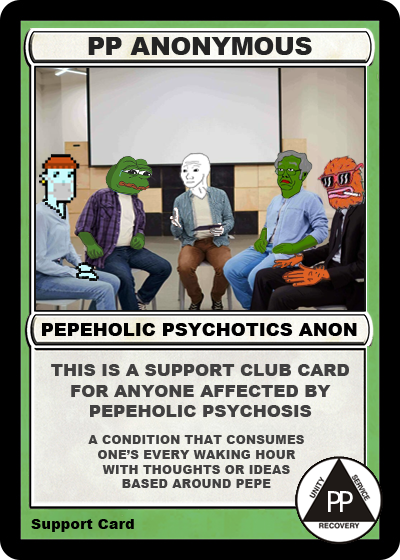 PP ANONYMOUS
PEPEHOLIC PSYCHOTICS ANON
THIS IS A SUPPORT CLUB CARD
FOR ANYONE AFFECTED BY
PEPEHOLIC PSYCHOSIS
A CONDITION THAT CONSUMES
ONE'S EVERY WAKING HOUR
WITH THOUGHTS OR IDEAS
BASED AROUND PEPE
UNITY
SERVICE
PP
RECOVERY
Support Card